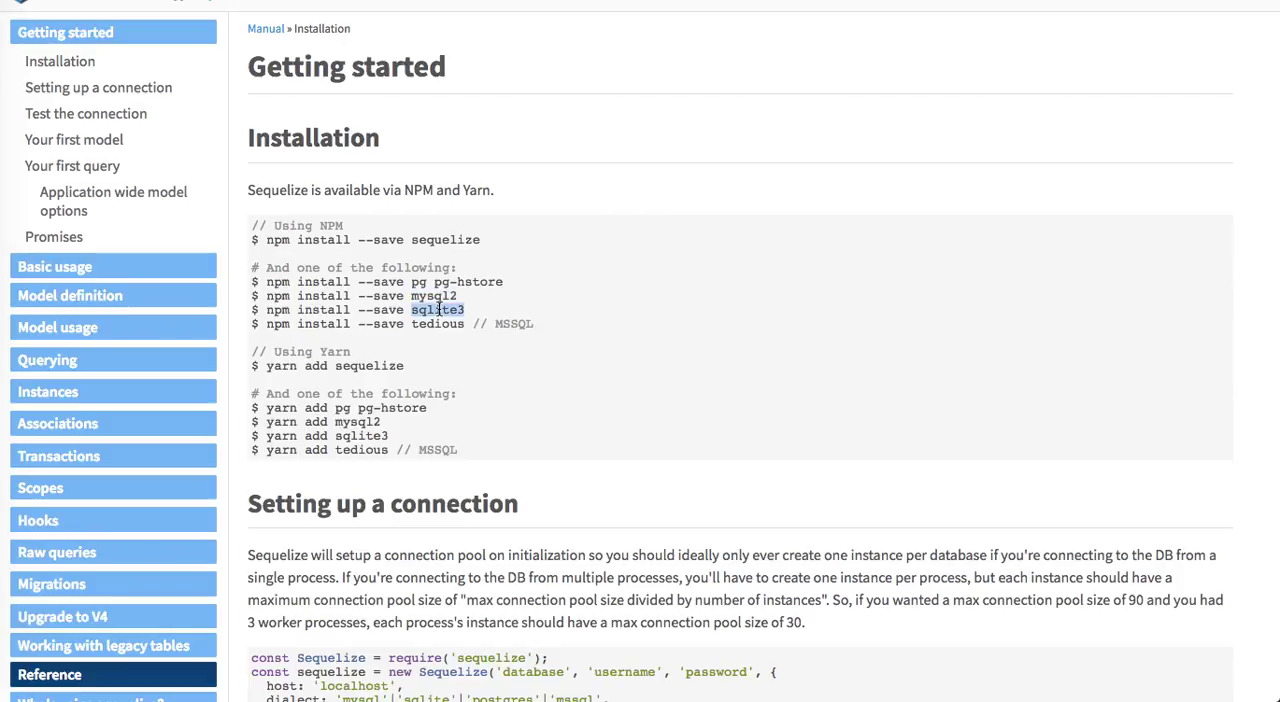 Getting started
Installation
Setting up a connection
Test the connection
Your first model
Your first query
Application wide model
options
Promises
Basic usage
Model definition
Model usage
Querying
Instances
Associations
Transactions
Scopes
Hooks
Raw queries
Migrations
Upgrade to V4
Working with legacy tables
Reference
Manual » Installation
Getting started
Installation
Sequelize is available via NPM and Yarn.
// Using NPM
$ npm install --save sequelize
# And one of the following:
$ npm install --save pg pg-hstore
$ npm install --save mysql2
$ npm install --save sqlite3
$ npm install --save tedious // MSSQL
// Using Yarn
$ yarn add sequelize
# And one of the following:
$ yarn add pg pg-hstore
$ yarn add mysql2
$ yarn add sqlite3
$ yarn add tedious // MSSQL
Setting up a connection
Sequelize will setup a connection pool on initialization so you should ideally only ever create one instance per database if you're connecting to the DB from a
single process. If you're connecting to the DB from multiple processes, you'll have to create one instance per process, but each instance should have a
maximum connection pool size of "max connection pool size divided by number of instances". So, if you wanted a max connection pool size of 90 and you had
3 worker processes, each process's instance should have a max connection pool size of 30.
const Sequelize = require('sequelize');
const sequelize = new Sequelize('database', 'username', 'password', {
host: 'localhost',
dialect: 'mysql'|'sqlite'|'postgres'|'mssql',